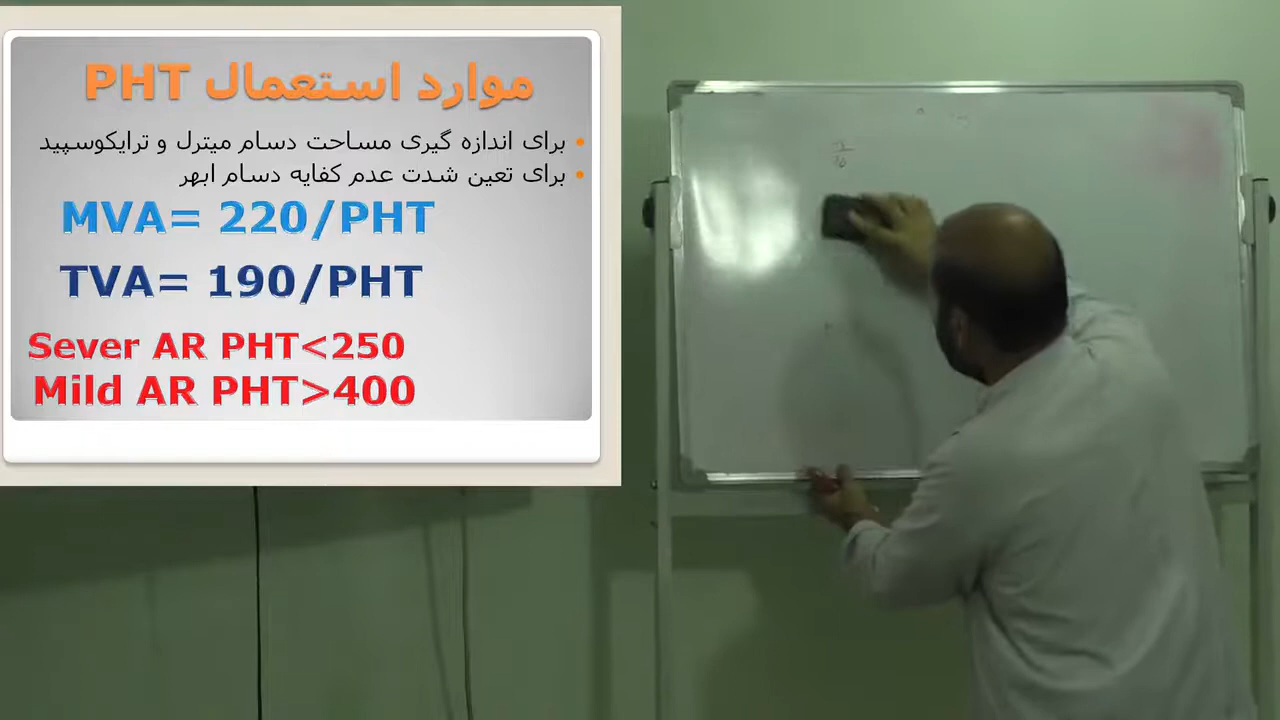 موارد استعمال PHT
برای اندازه گیری مساحت دسام میترل و ترایکوسپید
برای تعین شدت عدم کفایه دسام ابهر
MVA= 220/PHT
TVA= 190/PHT
Sever AR PHT<250
Mild AR PHT>400